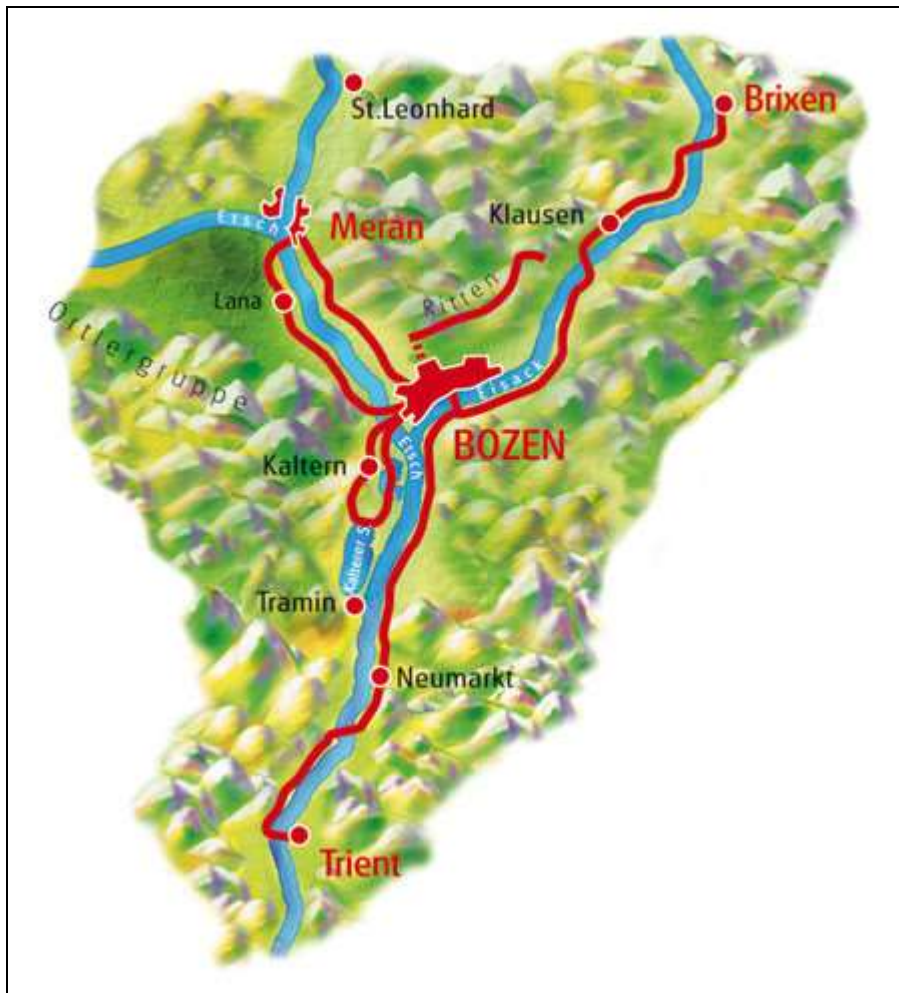 St.Leonhard
Brixen
Klausen
Etsch
Meran
Ritten
Lana
Ortlergruppe
Eisack
BOZEN
Etsch
Kaltern
Kalterer S
Tramin
Neumarkt
Trient